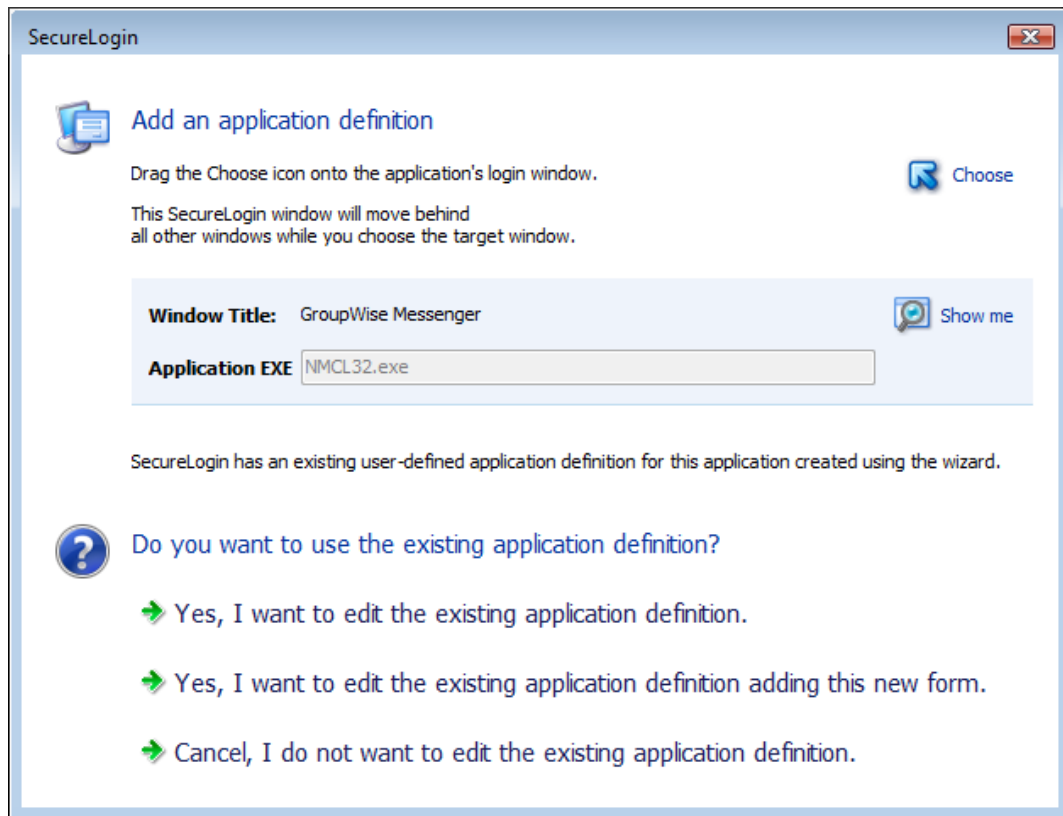 SecureLogin
Add an application definition
Drag the Choose icon onto the application's login window.
Choose
This SecureLogin window will move behind
all other windows while you choose the target window.
Window Title: GroupWise Messenger
Show me
Application EXE NMCL32.exe
SecureLogin has an existing user-defined application definition for this application created using the wizard.
Do you want to use the existing application definition?
Yes, I want to edit the existing application definition.
Yes, I want to edit the existing application definition adding this new form.
Cancel, I do not want to edit the existing application definition.